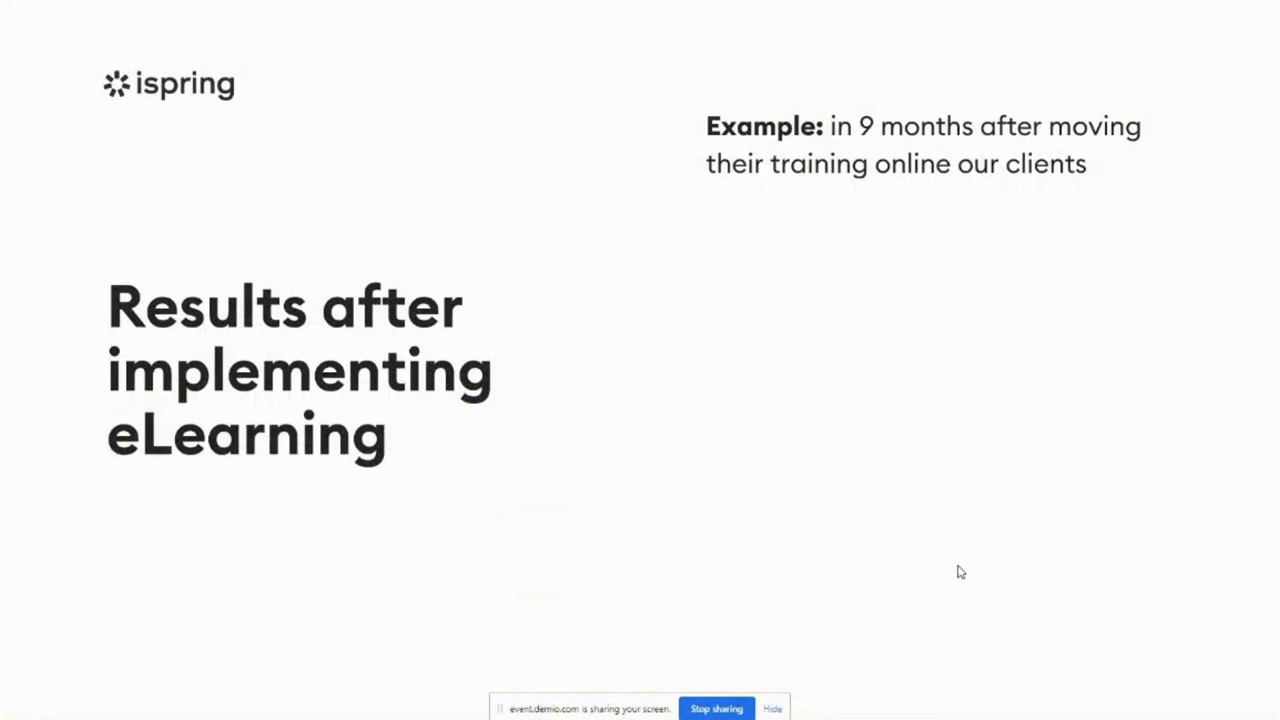 ispring
Example: in 9 months after moving
their training online our clients
Results after
implementing
eLearning
event.demio.com is sharing your screen.
Stop sharing
Hide